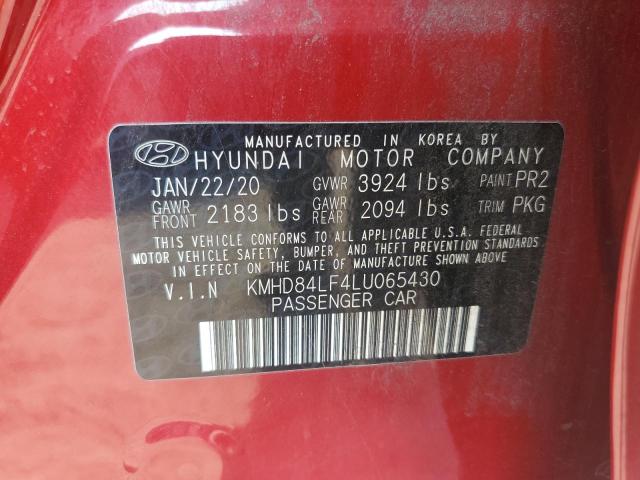 MANUFACTURED IN KOREA BY
HYUNDAI MOTOR COMPANY
JAN/22/20 GVWR 3924 lbs PAINT PR2
GAWR FRONT 2183 lbs GAWR REAR 2094 lbs TRIM PKG
THIS VEHICLE CONFORMS TO ALL APPLICABLE U.S.A. FEDERAL
MOTOR VEHICLE SAFETY, BUMPER, AND THEFT PREVENTION STANDARDS
IN EFFECT ON THE DATE OF MANUFACTURE SHOWN ABOVE.
V.I.N KMHD84LF4LU065430
PASSENGER CAR